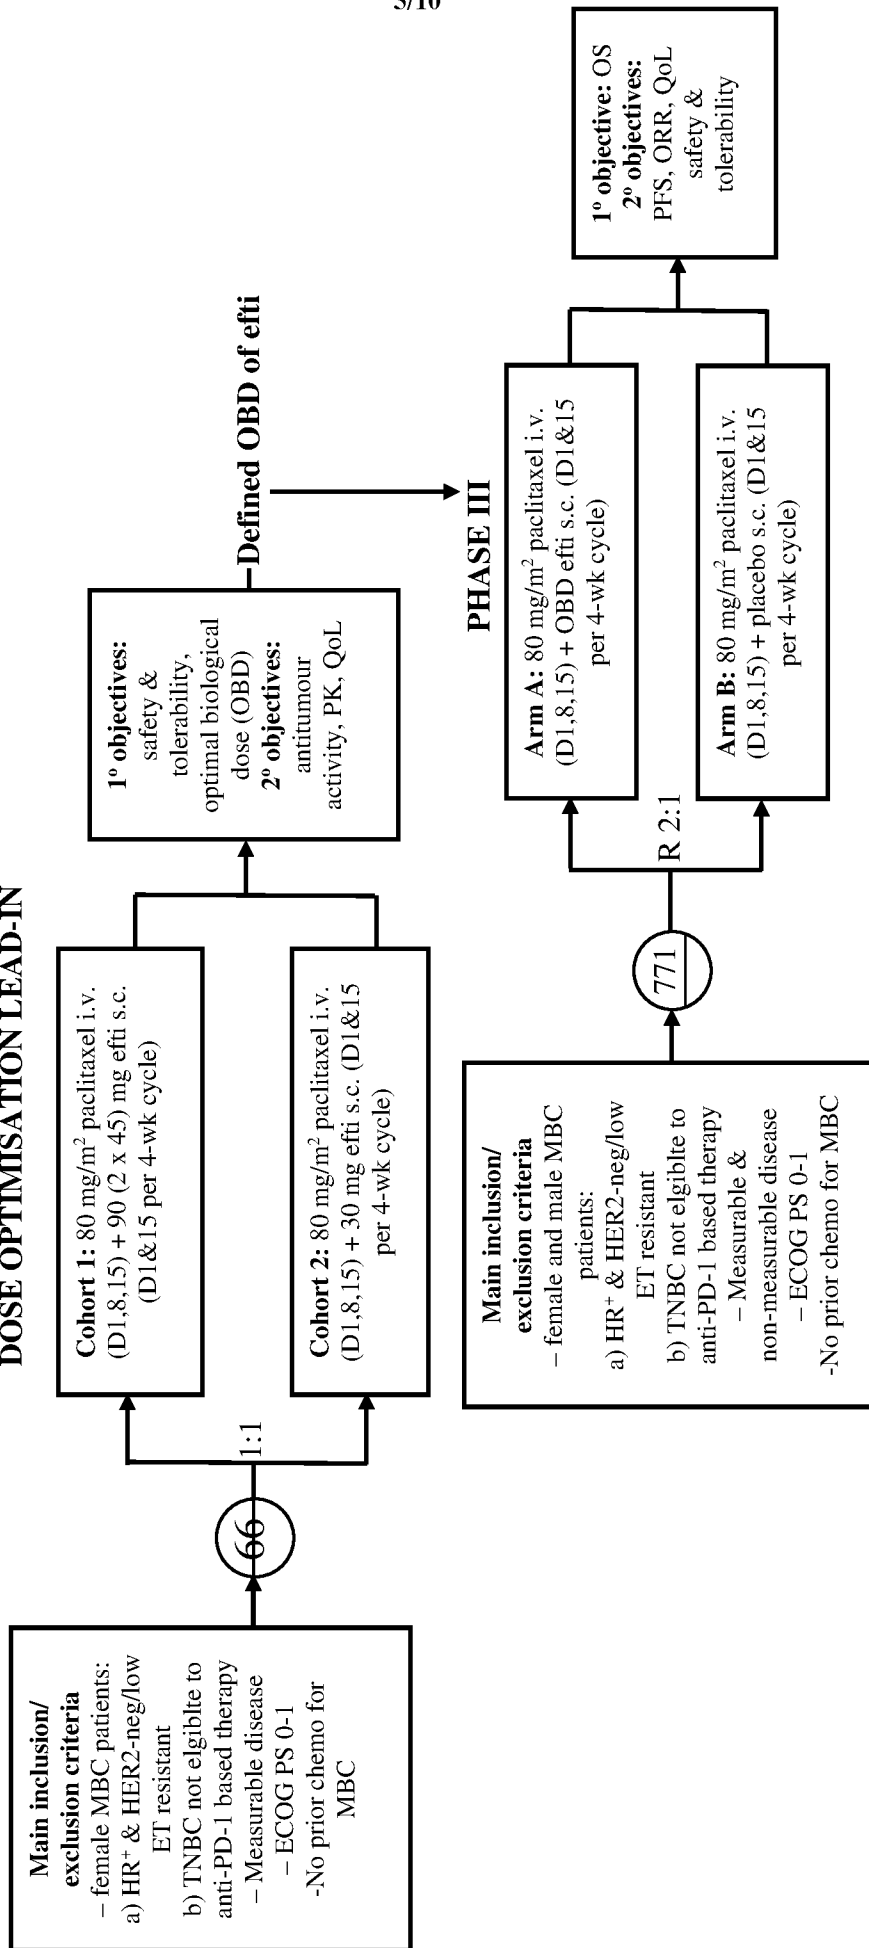 5/10
DOSE OPTIMISATION LEAD-IN
Main inclusion/
exclusion criteria
– female MBC patients:
a) HR⁺ & HER2-neg/low
ET resistant
b) TNBC not elgiblte to
anti-PD-1 based therapy
– Measurable disease
– ECOG PS 0-1
-No prior chemo for
MBC
66
1:1
Cohort 1: 80 mg/m² paclitaxel i.v.
(D1,8,15) + 90 (2 x 45) mg efti s.c.
(D1&15 per 4-wk cycle)
Cohort 2: 80 mg/m² paclitaxel i.v.
(D1,8,15) + 30 mg efti s.c. (D1&15
per 4-wk cycle)
1º objectives:
safety &
tolerability,
optimal biological
dose (OBD)
2º objectives:
antitumour
activity, PK, QoL
Defined OBD of efti
PHASE III
Main inclusion/
exclusion criteria
– female and male MBC
patients:
a) HR⁺ & HER2-neg/low
ET resistant
b) TNBC not elgiblte to
anti-PD-1 based therapy
– Measurable &
non-measurable disease
– ECOG PS 0-1
-No prior chemo for MBC
771
R 2:1
Arm A: 80 mg/m² paclitaxel i.v.
(D1,8,15) + OBD efti s.c. (D1&15
per 4-wk cycle)
Arm B: 80 mg/m² paclitaxel i.v.
(D1,8,15) + placebo s.c. (D1&15
per 4-wk cycle)
1º objective: OS
2º objectives:
PFS, ORR, QoL
safety &
tolerability